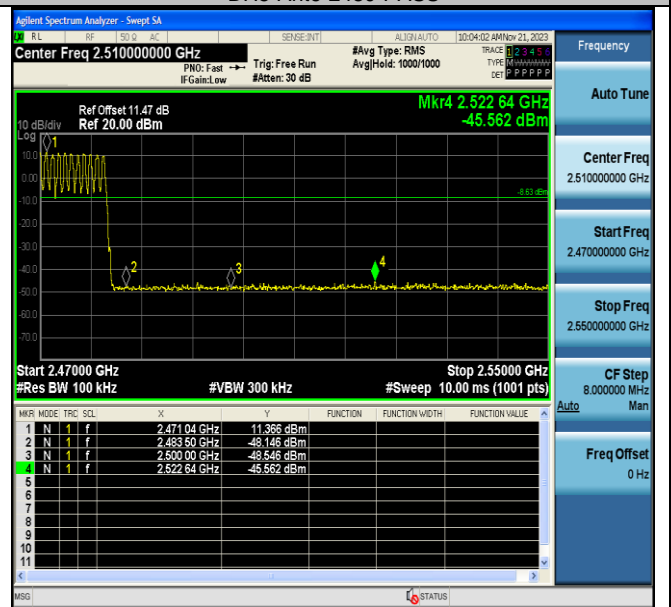 Agilent Spectrum Analyzer - Swept SA
RL RF 50 Ω AC SENSE:INT ALIGN AUTO 10:04:02 AM Nov 21, 2023
Center Freq 2.510000000 GHz
PNO: Fast
IFGain:Low
Trig: Free Run
#Atten: 30 dB
#Avg Type: RMS
Avg|Hold: 1000/1000
TRACE 1 2 3 4 5 6
TYPE M
DET P P P P P P
Mkr4 2.522 64 GHz
-45.562 dBm
Ref Offset 11.47 dB
10 dB/div Ref 20.00 dBm
Log
10.0
0.00
-10.0
-20.0
-30.0
-40.0
-50.0
-60.0
-70.0
1
2
3
4
-8.63 dBm
Start 2.47000 GHz Stop 2.55000 GHz
#Res BW 100 kHz #VBW 300 kHz #Sweep 10.00 ms (1001 pts)
MKR MODE TRC SCL X Y FUNCTION FUNCTION WIDTH FUNCTION VALUE
1 N 1 f 2.471 04 GHz 11.366 dBm
2 N 1 f 2.483 50 GHz -48.146 dBm
3 N 1 f 2.500 00 GHz -48.546 dBm
4 N 1 f 2.522 64 GHz -45.562 dBm
5
6
7
8
9
10
11
MSG STATUS
Frequency
Auto Tune
Center Freq
2.510000000 GHz
Start Freq
2.470000000 GHz
Stop Freq
2.550000000 GHz
CF Step
8.000000 MHz
Auto Man
Freq Offset
0 Hz